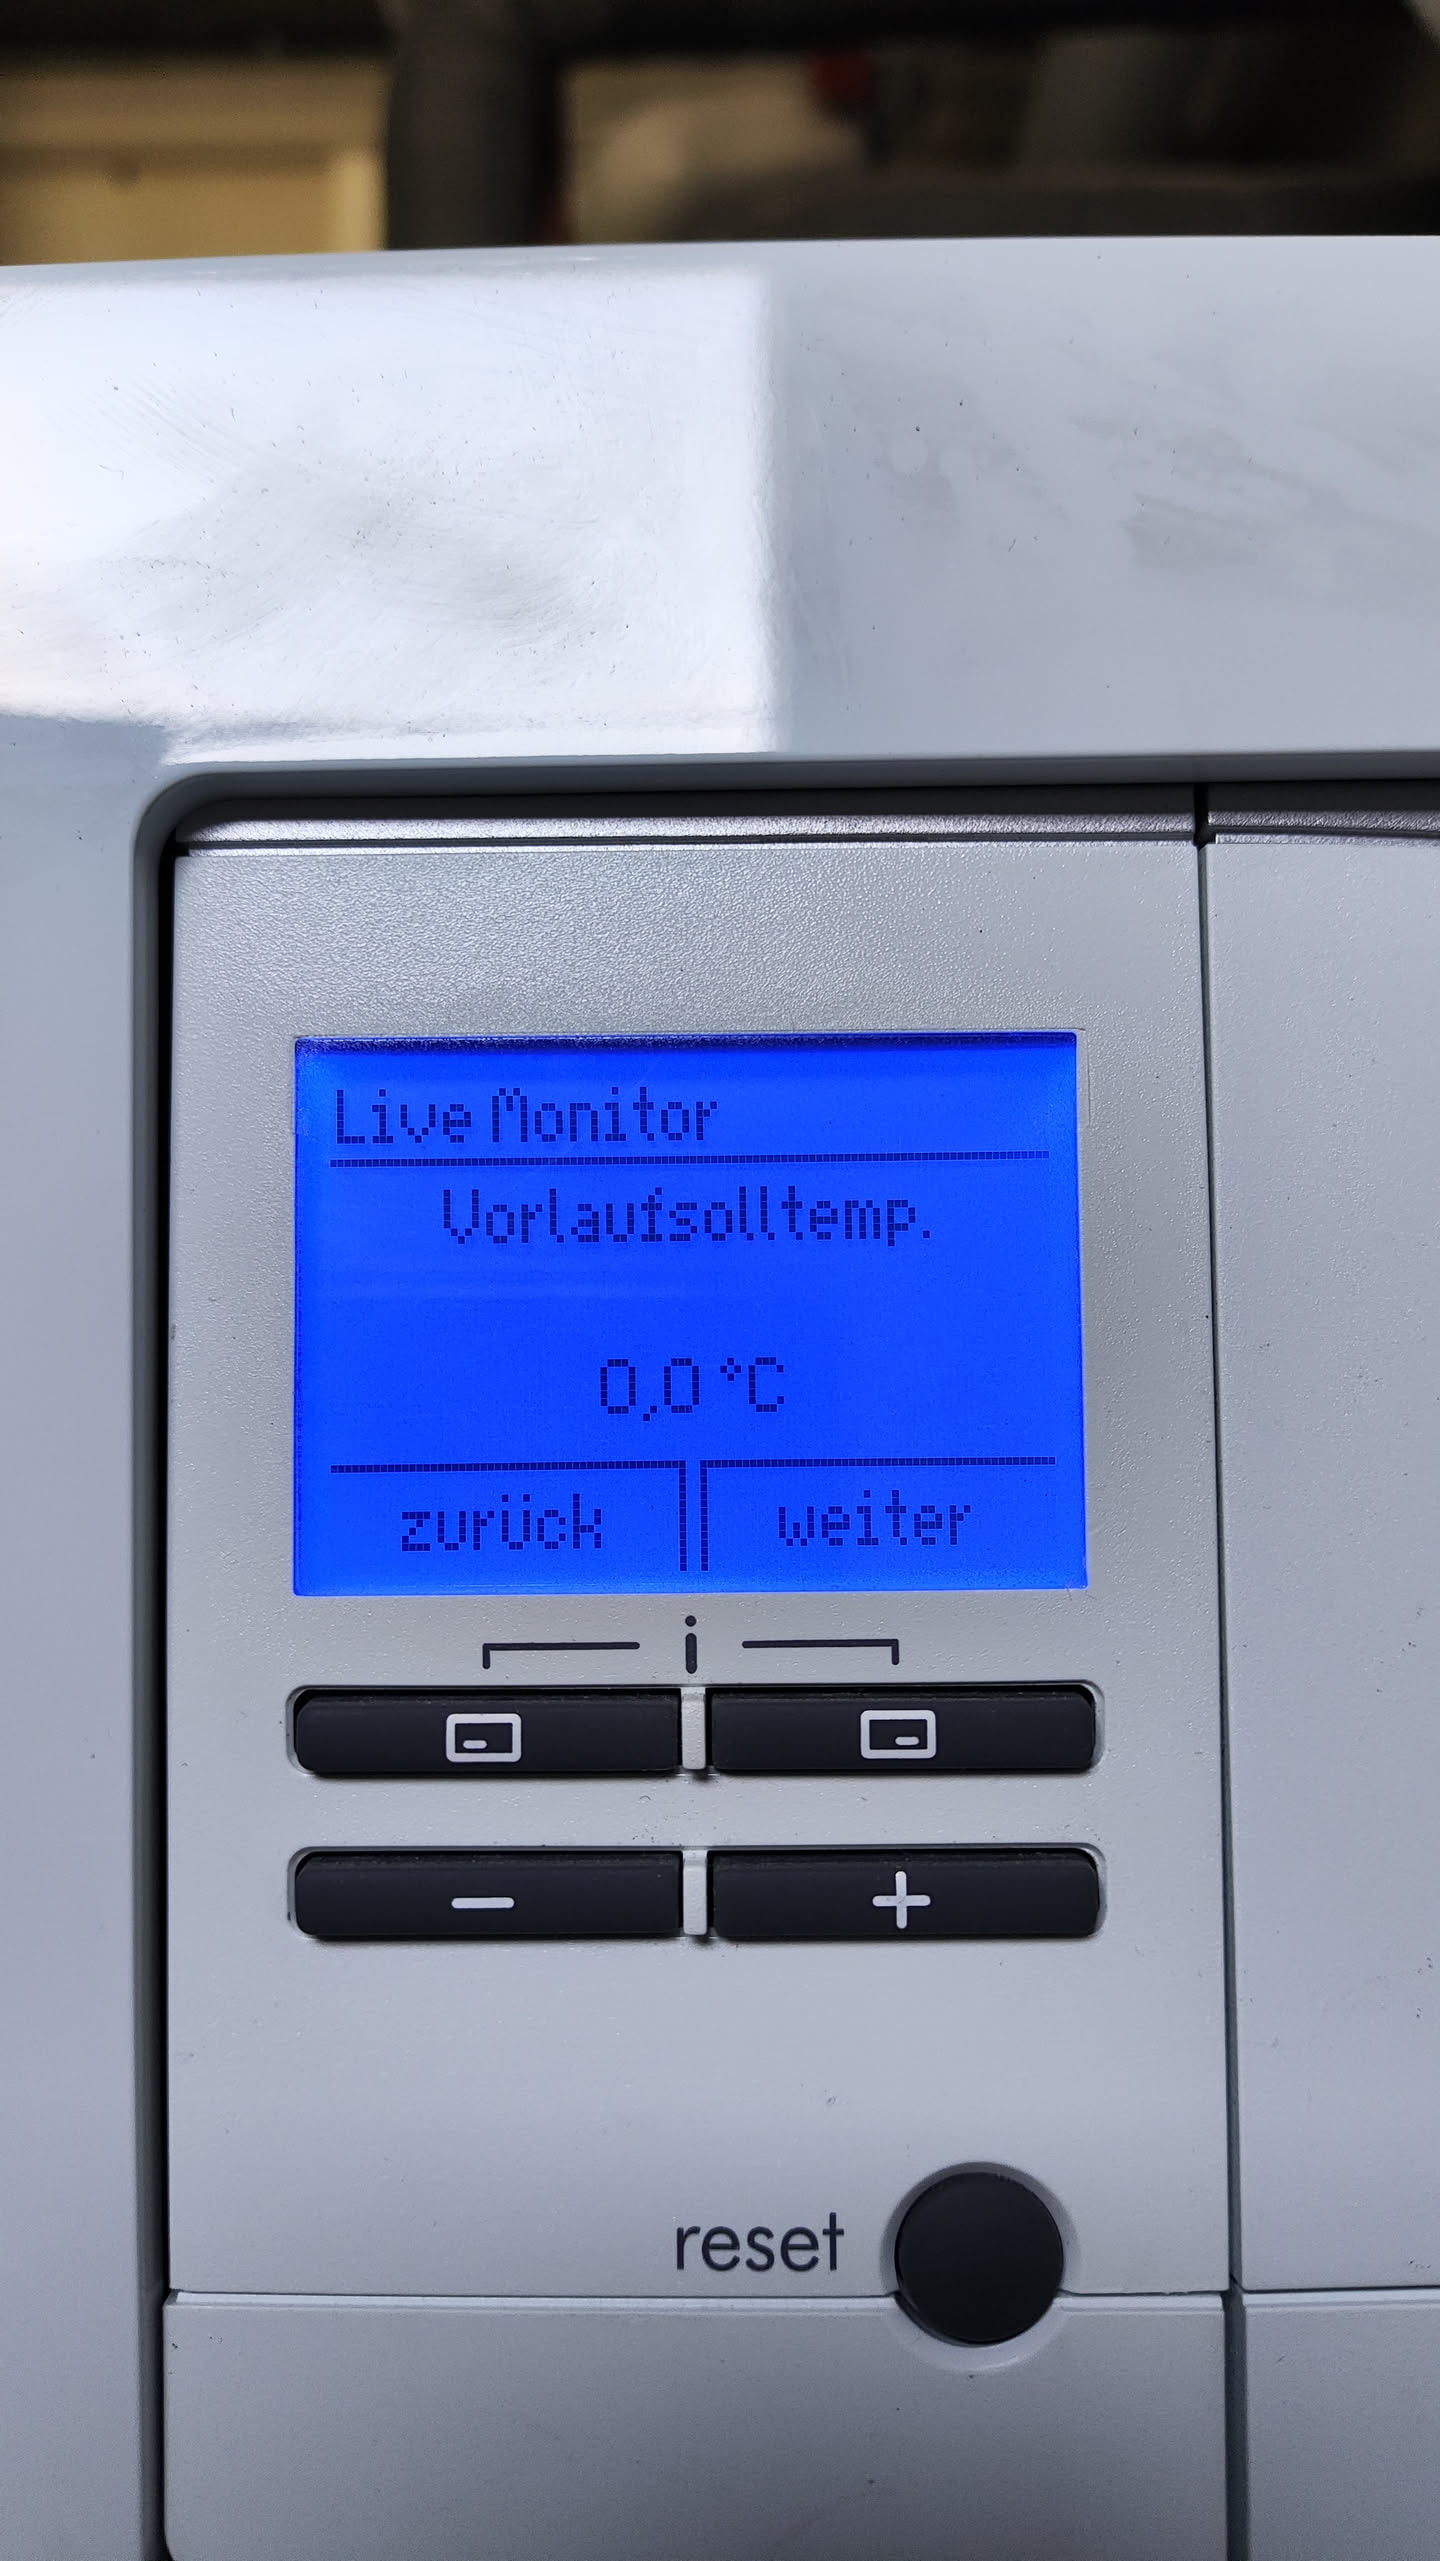 Live Monitor
Vorlaufsolltemp.
0,0 °C
zurück weiter
i
− +
reset